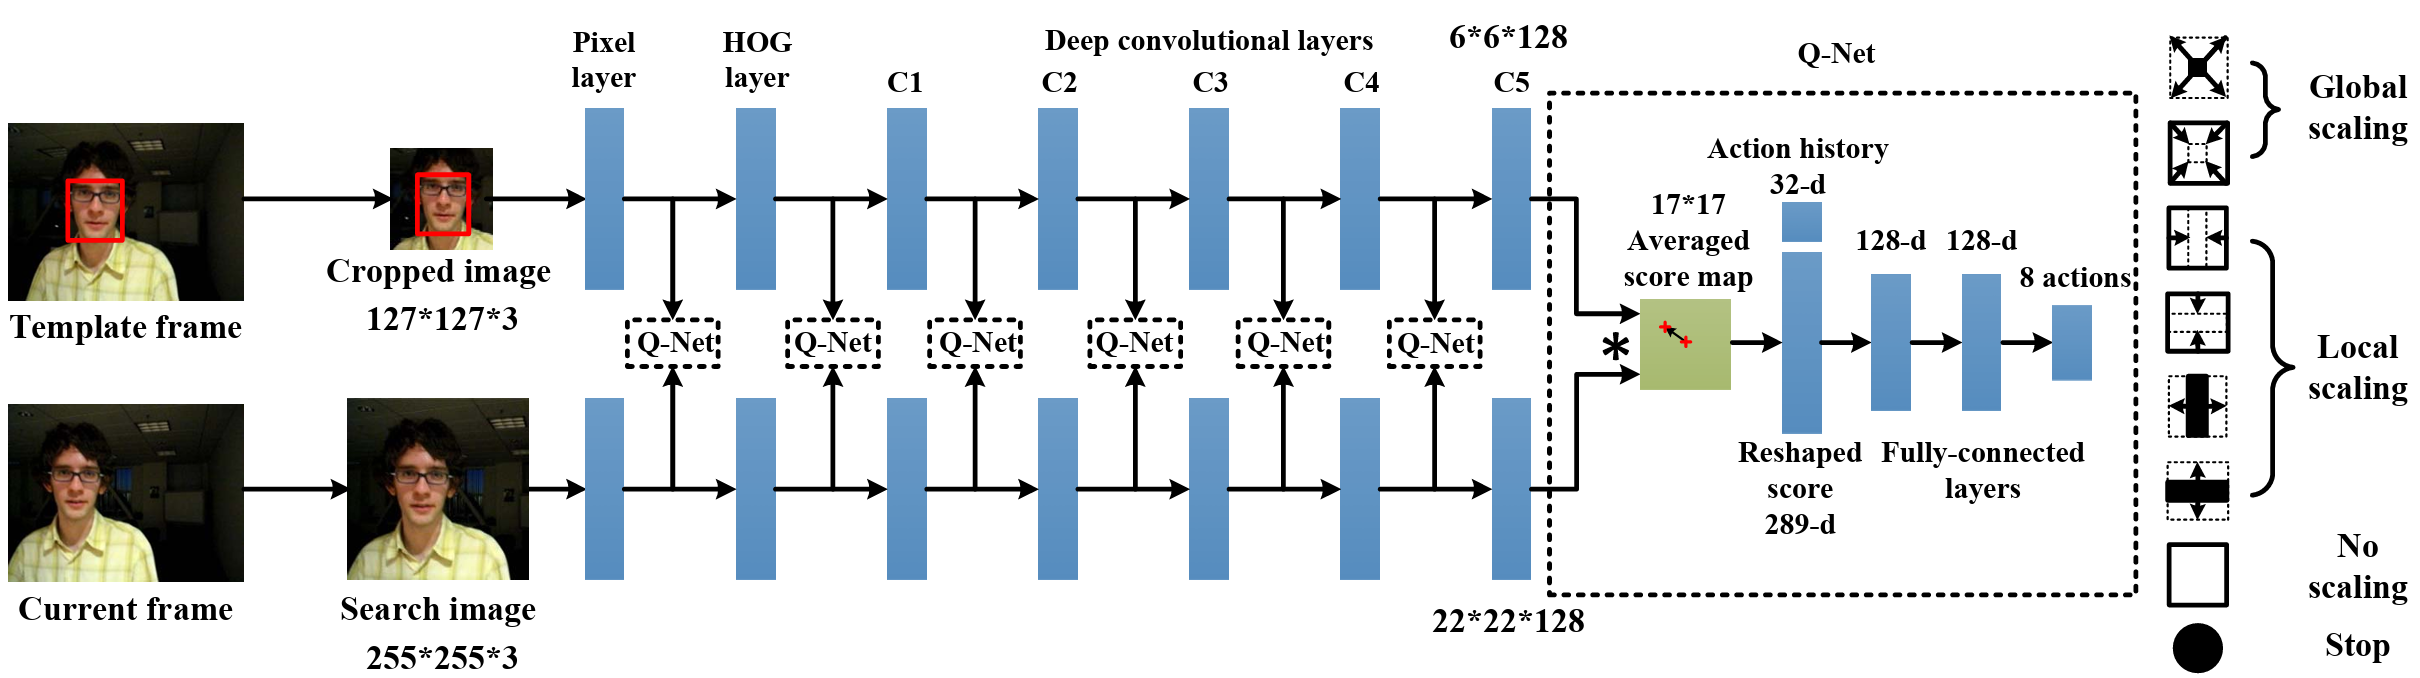 Pixel
layer
HOG
layer
Deep convolutional layers
C1
C2
C3
C4
C5
6*6*128
Q-Net
Template frame
Cropped image
127*127*3
Q-Net
Q-Net
Q-Net
Q-Net
Q-Net
Q-Net
Current frame
Search image
255*255*3
22*22*128
*
17*17
Averaged
score map
Action history
32-d
128-d
128-d
8 actions
Reshaped
score
289-d
Fully-connected
layers
Global
scaling
Local
scaling
No
scaling
Stop